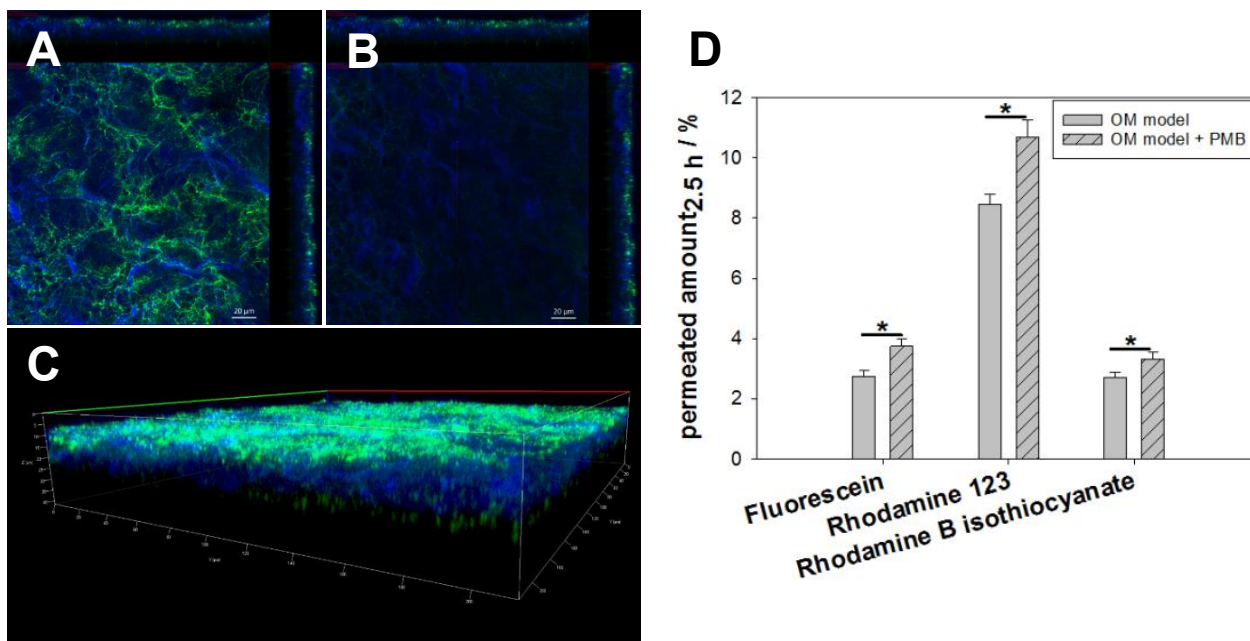 A
B
20 µm
20 µm
C
D
permeated amount2.5 h / %
12
10
8
6
4
2
0
OM model
OM model + PMB
*
*
*
Fluorescein
Rhodamine 123
Rhodamine B isothiocyanate